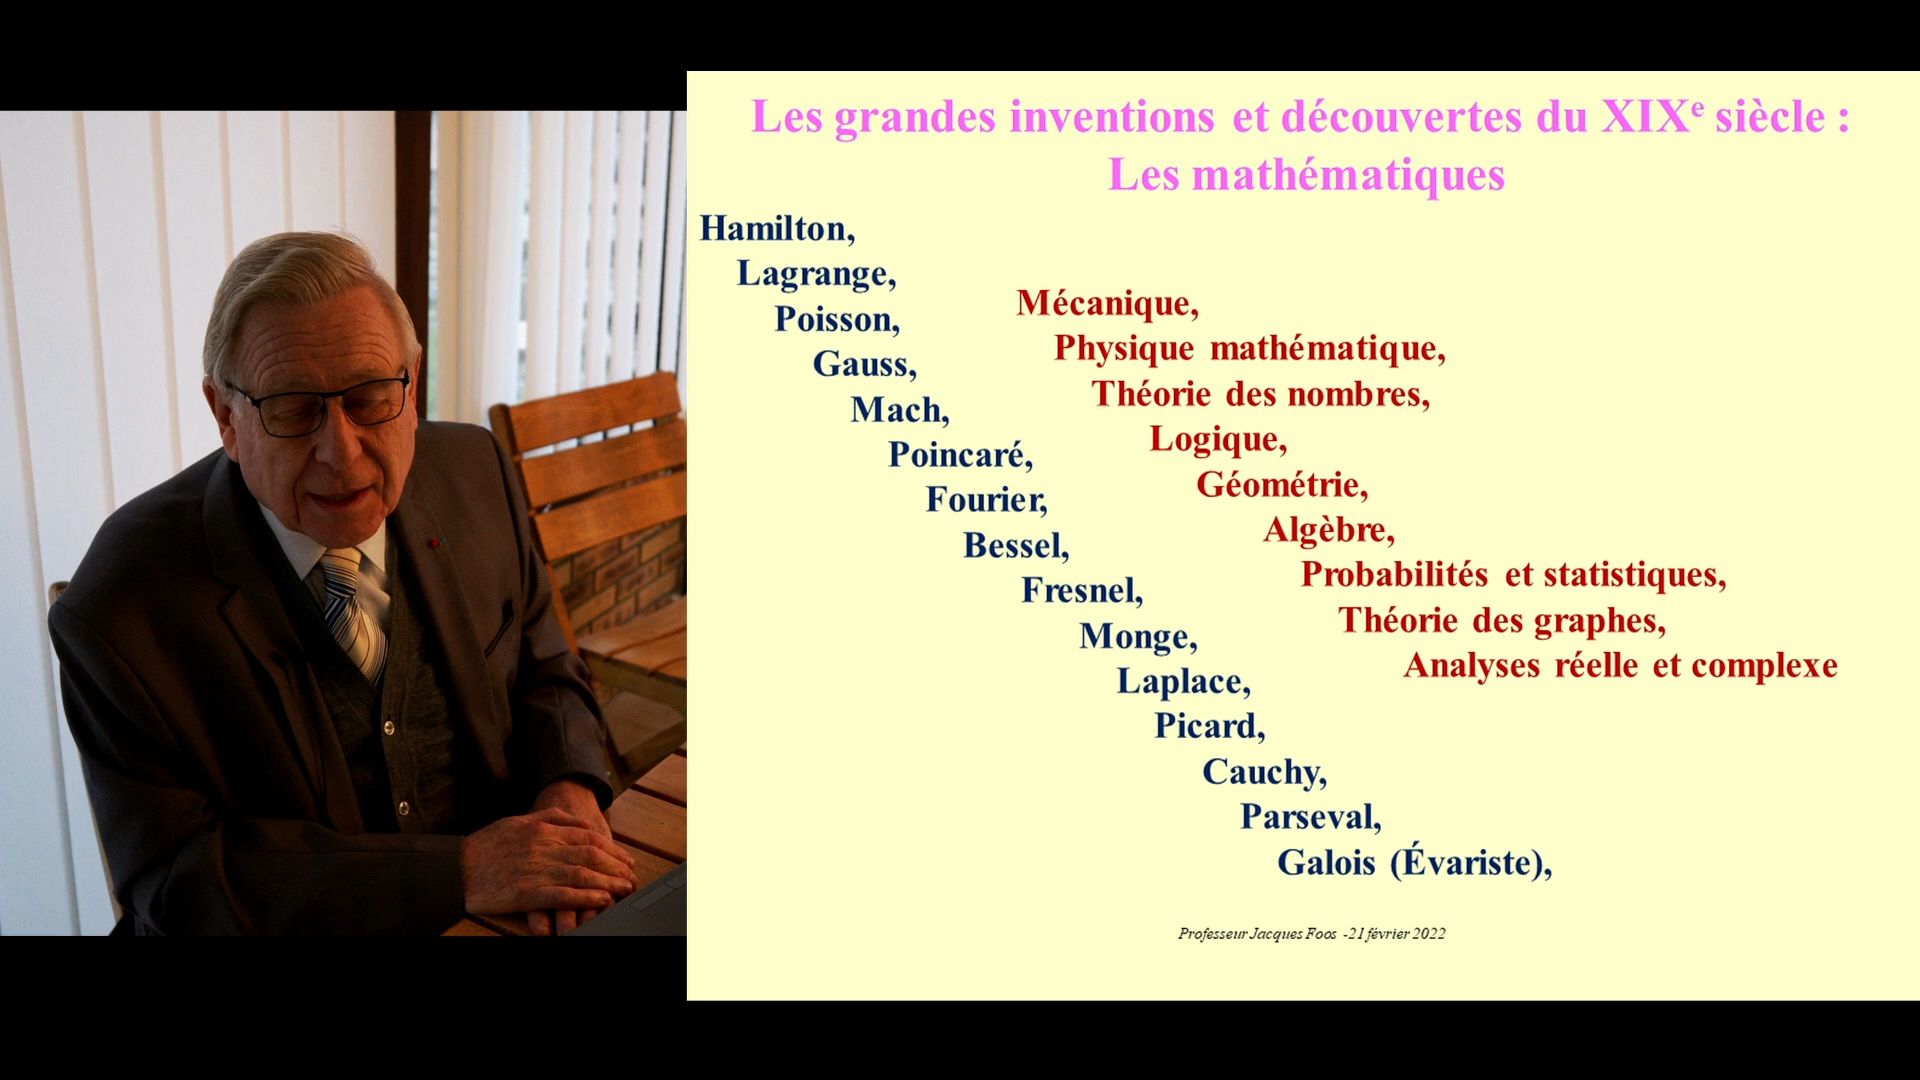 Les grandes inventions et découvertes du XIXe siècle :
Les mathématiques
Hamilton,
Lagrange,
Poisson,
Gauss,
Mach,
Poincaré,
Fourier,
Bessel,
Fresnel,
Monge,
Laplace,
Picard,
Cauchy,
Parseval,
Galois (Évariste),
Mécanique,
Physique mathématique,
Théorie des nombres,
Logique,
Géométrie,
Algèbre,
Probabilités et statistiques,
Théorie des graphes,
Analyses réelle et complexe
Professeur Jacques Foos -21 février 2022